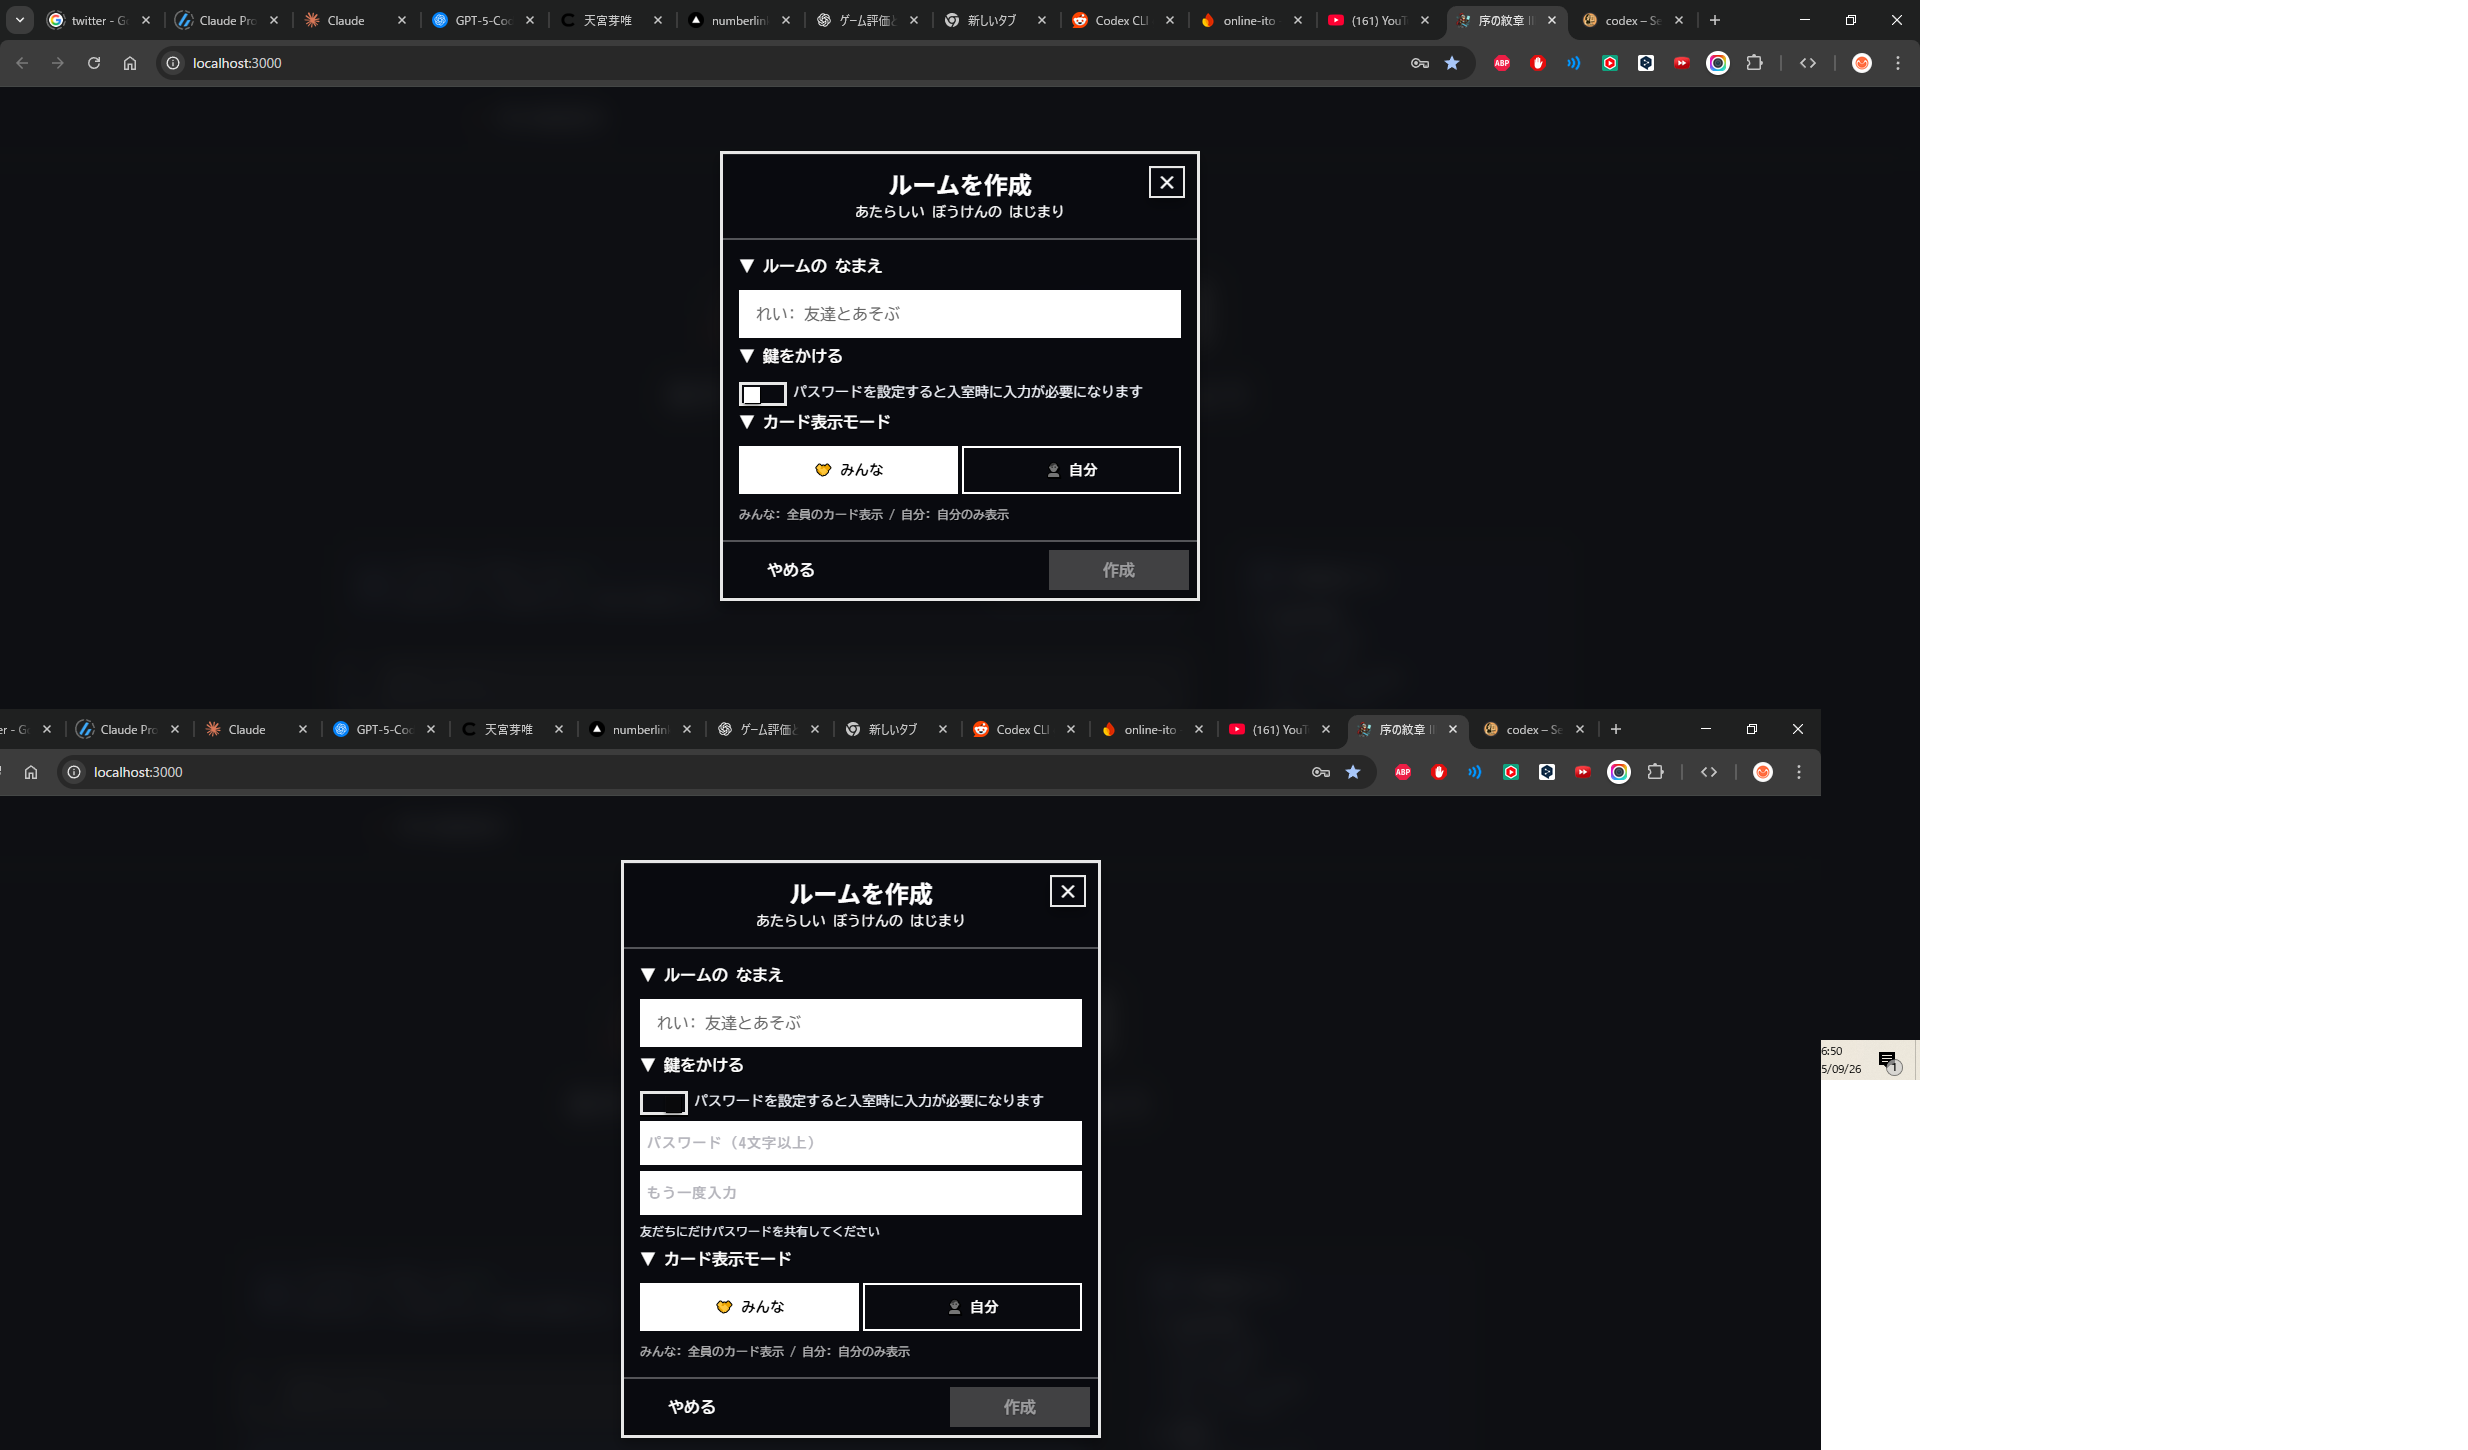 twitter - G
Claude Pro
Claude
GPT-5-Co
天宮芽唯
numberlin
ゲーム評価
新しいタブ
Codex CLI
online-ito
(161) YouT
序の紋章 II
codex – Se
localhost:3000
ABP
ルームを作成
あたらしい ぼうけんの はじまり
▼ ルームの なまえ
れい: 友達とあそぶ
▼ 鍵をかける
パスワードを設定すると入室時に入力が必要になります
▼ カード表示モード
みんな
自分
みんな: 全員のカード表示 / 自分: 自分のみ表示
やめる
作成
er - G
Claude Pro
Claude
GPT-5-Co
天宮芽唯
numberlin
ゲーム評価
新しいタブ
Codex CLI
online-ito
(161) YouT
序の紋章 II
codex – Se
localhost:3000
ABP
ルームを作成
あたらしい ぼうけんの はじまり
▼ ルームの なまえ
れい: 友達とあそぶ
▼ 鍵をかける
パスワードを設定すると入室時に入力が必要になります
パスワード (4文字以上)
もう一度入力
友だちにだけパスワードを共有してください
▼ カード表示モード
みんな
自分
みんな: 全員のカード表示 / 自分: 自分のみ表示
やめる
作成
6:50
5/09/26
1